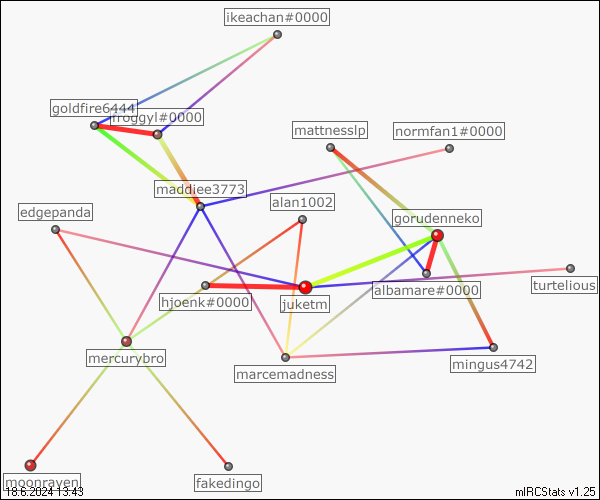 ikeachan#0000
goldfire6444
froggyl#0000
mattnesslp
normfan1#0000
maddiee3773
alan1002
edgepanda
gorudenneko
hjoenk#0000
juketm
albamare#0000
turtelious
mercurybro
marcemadness
mingus4742
moonraven
fakedingo
18.6.2024 13:43
mIRCStats v1.25